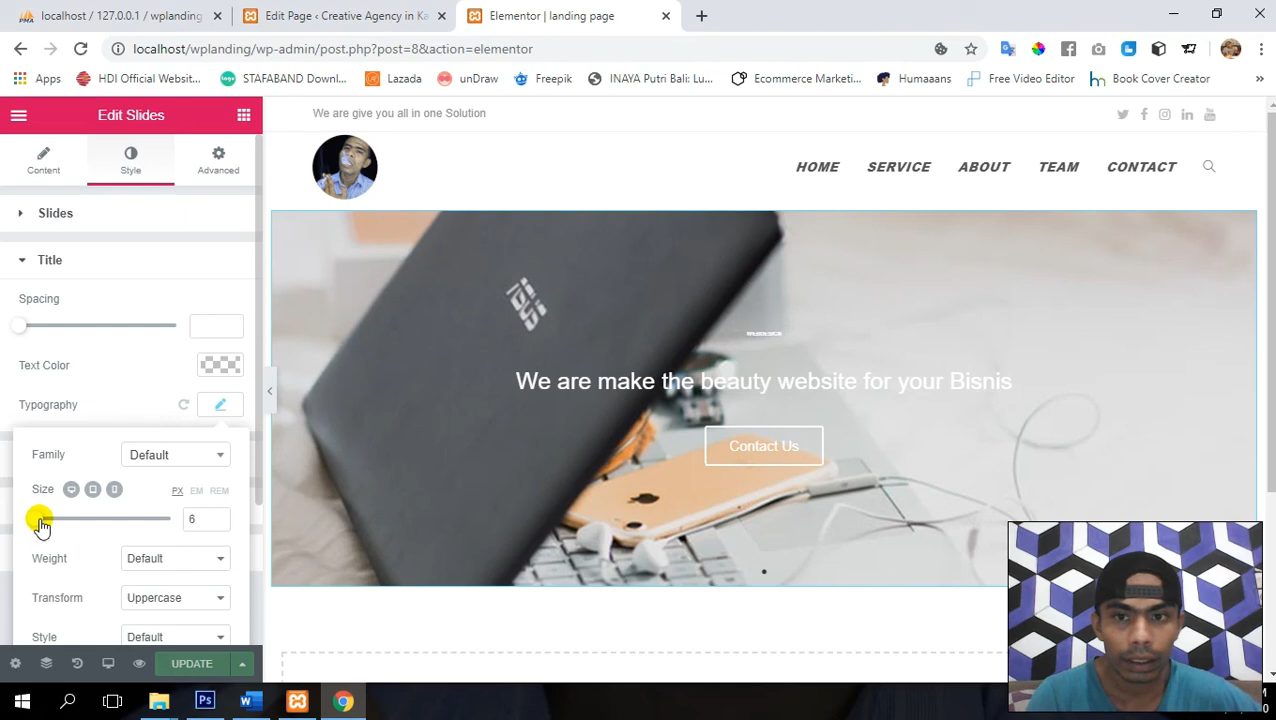 localhost / 127.0.0.1 / wplanding
Edit Page ‹ Creative Agency in Ka
Elementor | landing page
localhost/wplanding/wp-admin/post.php?post=8&action=elementor
Apps
HDI Official Websit...
STAFABAND Downl...
Lazada
unDraw
Freepik
INAYA Putri Bali: Lu...
Ecommerce Marketi...
Humaaans
Free Video Editor
Book Cover Creator
»
Edit Slides
Content
Style
Advanced
Slides
Title
Spacing
Text Color
Typography
Family
Default
Size
PX EM REM
6
Weight
Default
Transform
Uppercase
Style
Default
UPDATE
We are give you all in one Solution
HOME
SERVICE
ABOUT
TEAM
CONTACT
ASUS
We are make the beauty website for your Bisnis
Contact Us